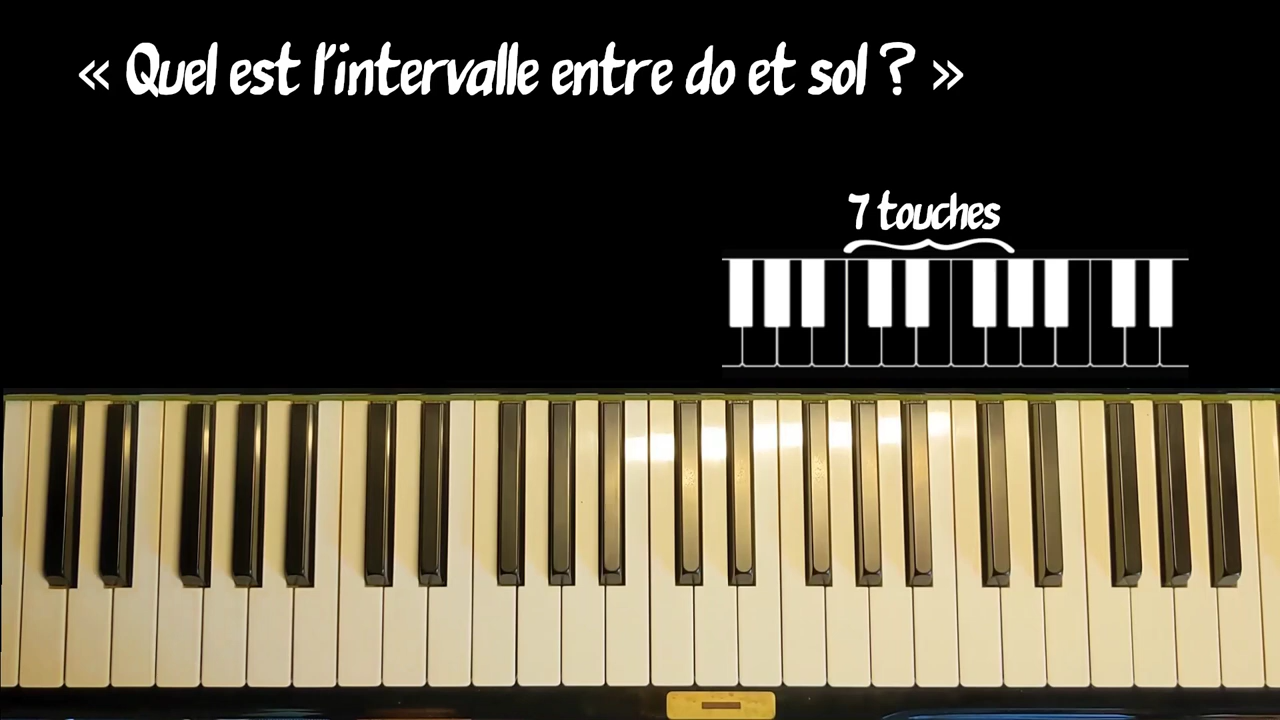 « Quel est l'intervalle entre do et sol ? »
7 touches